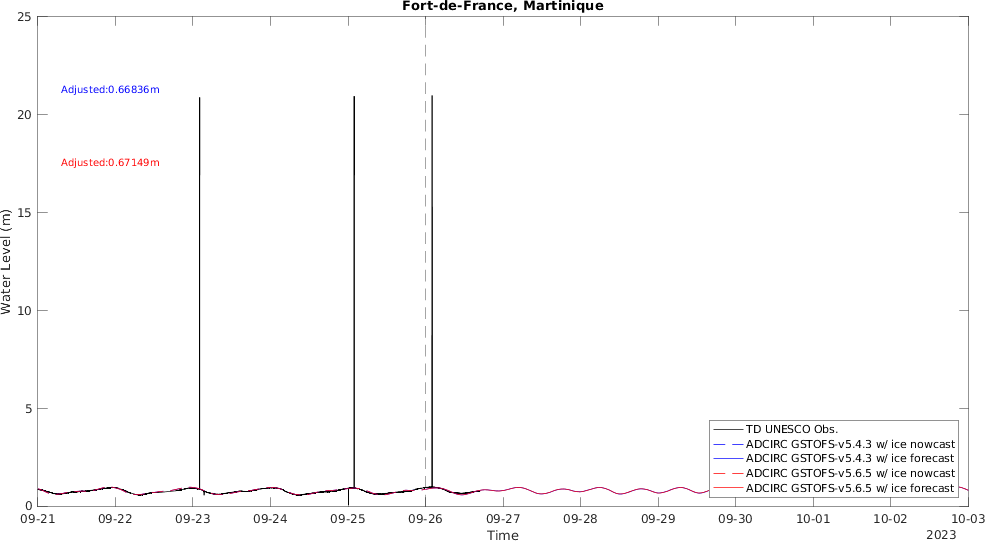 Fort-de-France, Martinique
25
20
15
10
5
0
Water Level (m)
Adjusted:0.66836m
Adjusted:0.67149m
TD UNESCO Obs.
ADCIRC GSTOFS-v5.4.3 w/ ice nowcast
ADCIRC GSTOFS-v5.4.3 w/ ice forecast
ADCIRC GSTOFS-v5.6.5 w/ ice nowcast
ADCIRC GSTOFS-v5.6.5 w/ ice forecast
09-21 09-22 09-23 09-24 09-25 09-26 09-27 09-28 09-29 09-30 10-01 10-02 10-03
Time
2023